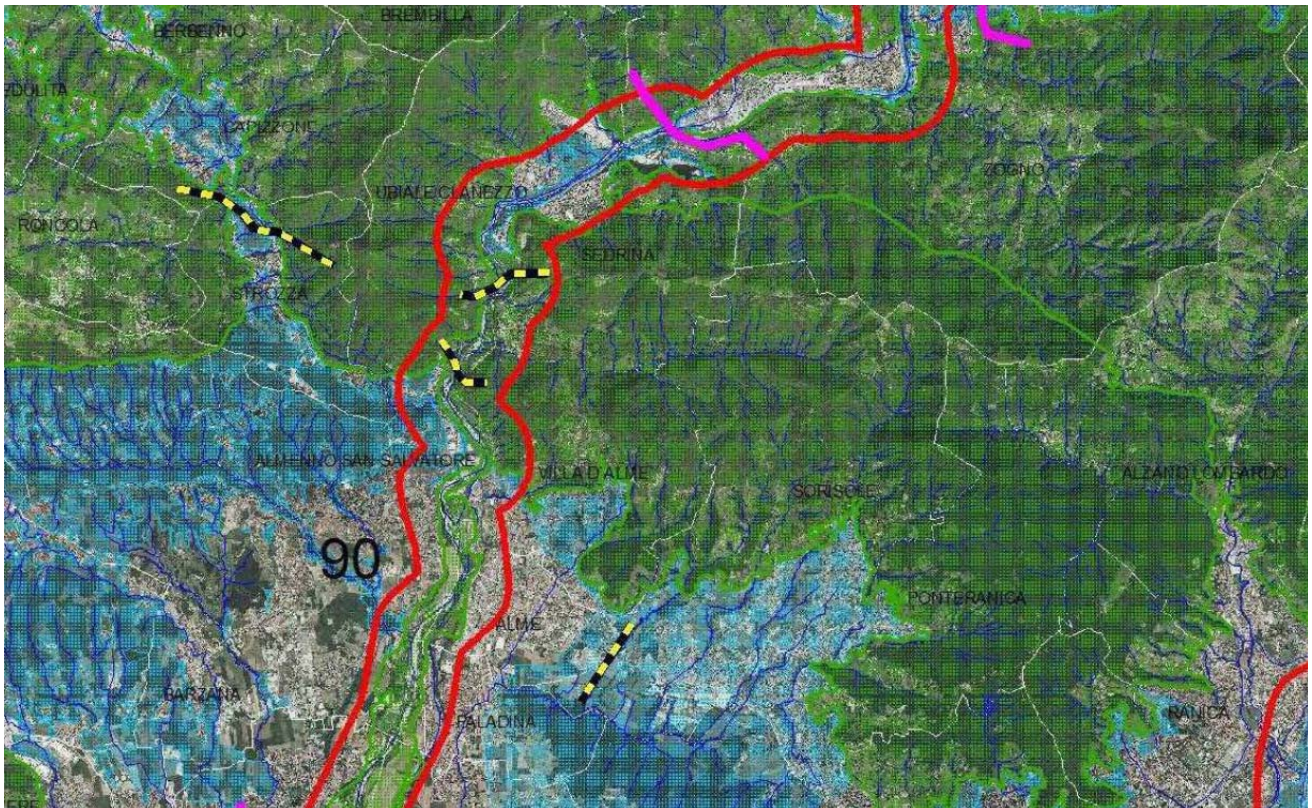 BREMBILLA
BERBENNO
CAPIZZONE
ZOGNO
UBIALE CLANEZZO
RONCOLA
SEDRINA
STROZZA
ALMENNO SAN SALVATORE
VILLA D'ALME
ALZANO LOMBARDO
SORISOLE
90
PONTERANICA
ALME
BARZANA
PALADINA
RANICA